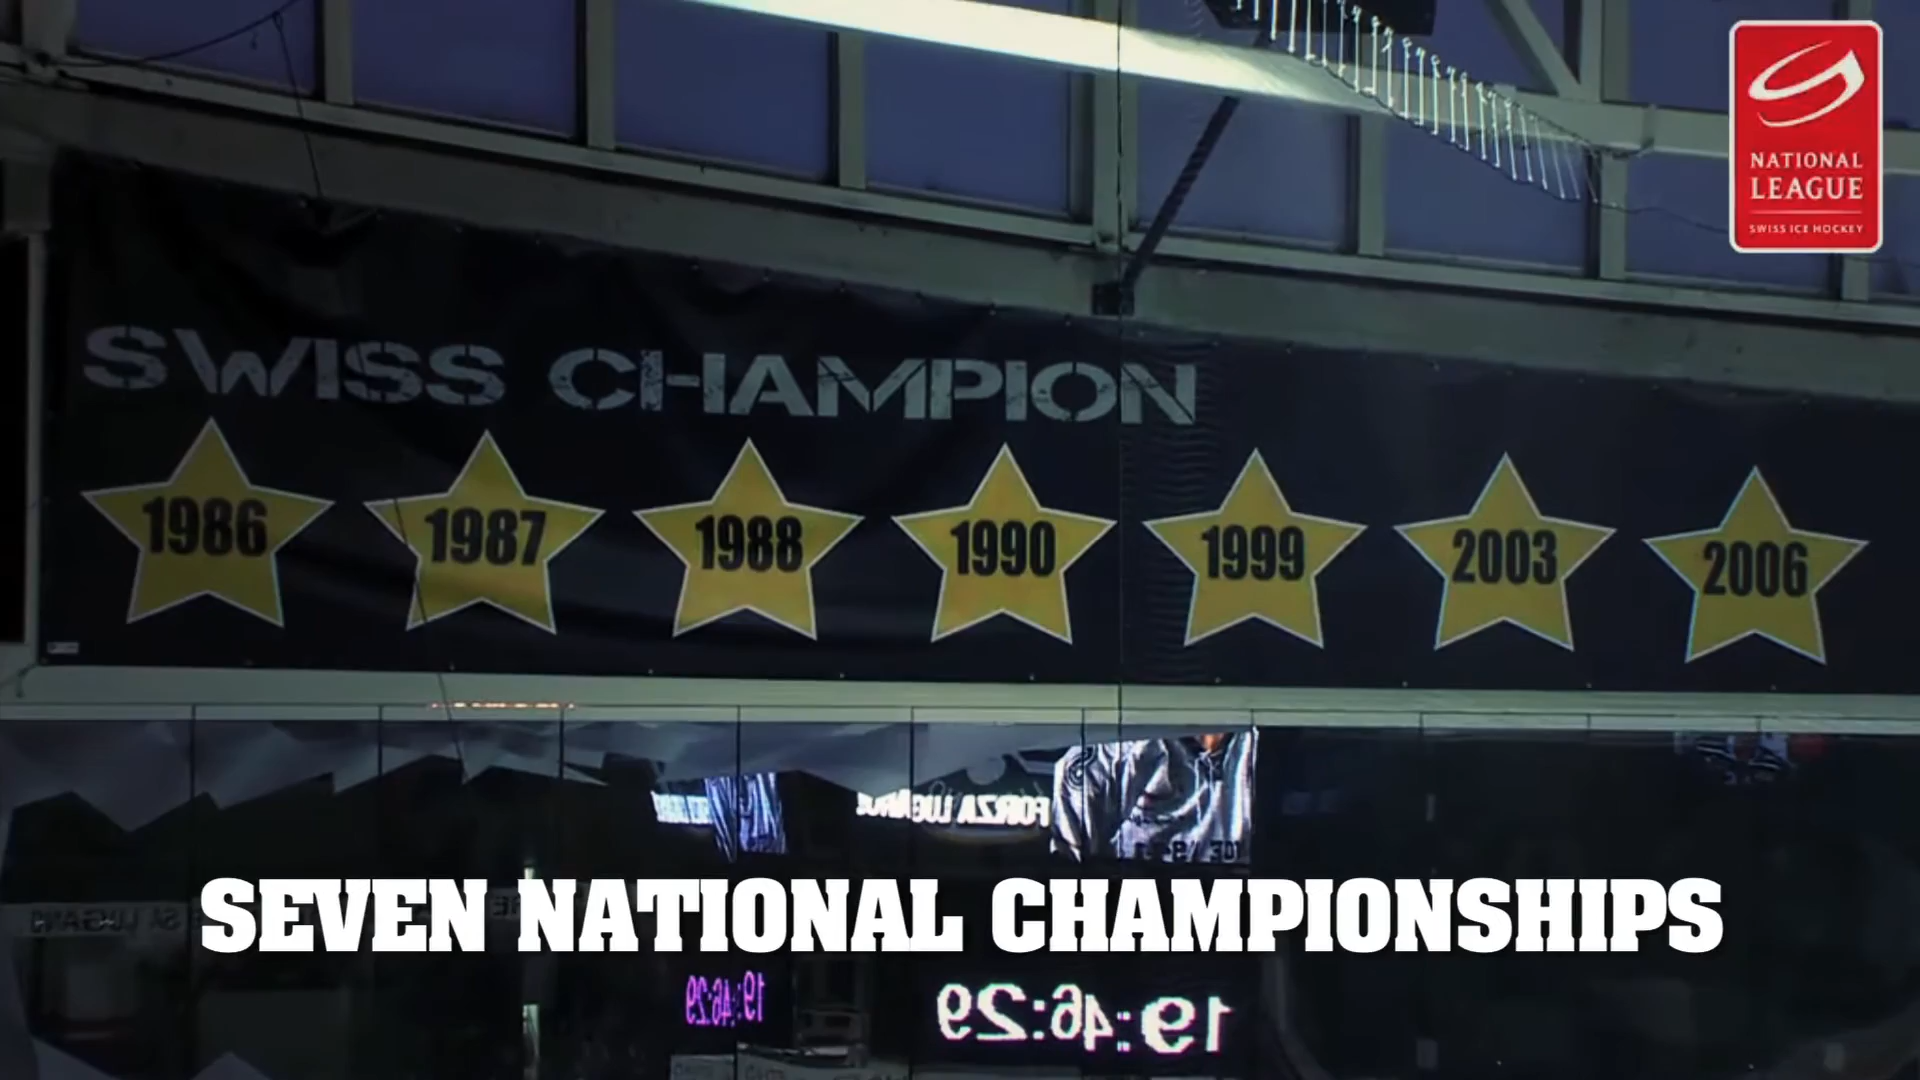 NATIONAL
LEAGUE
SWISS ICE HOCKEY
SWISS CHAMPION
1986 1987 1988 1990 1999 2003 2006
FORZA LUGANO
SEVEN NATIONAL CHAMPIONSHIPS
19:46:29 19:46:29